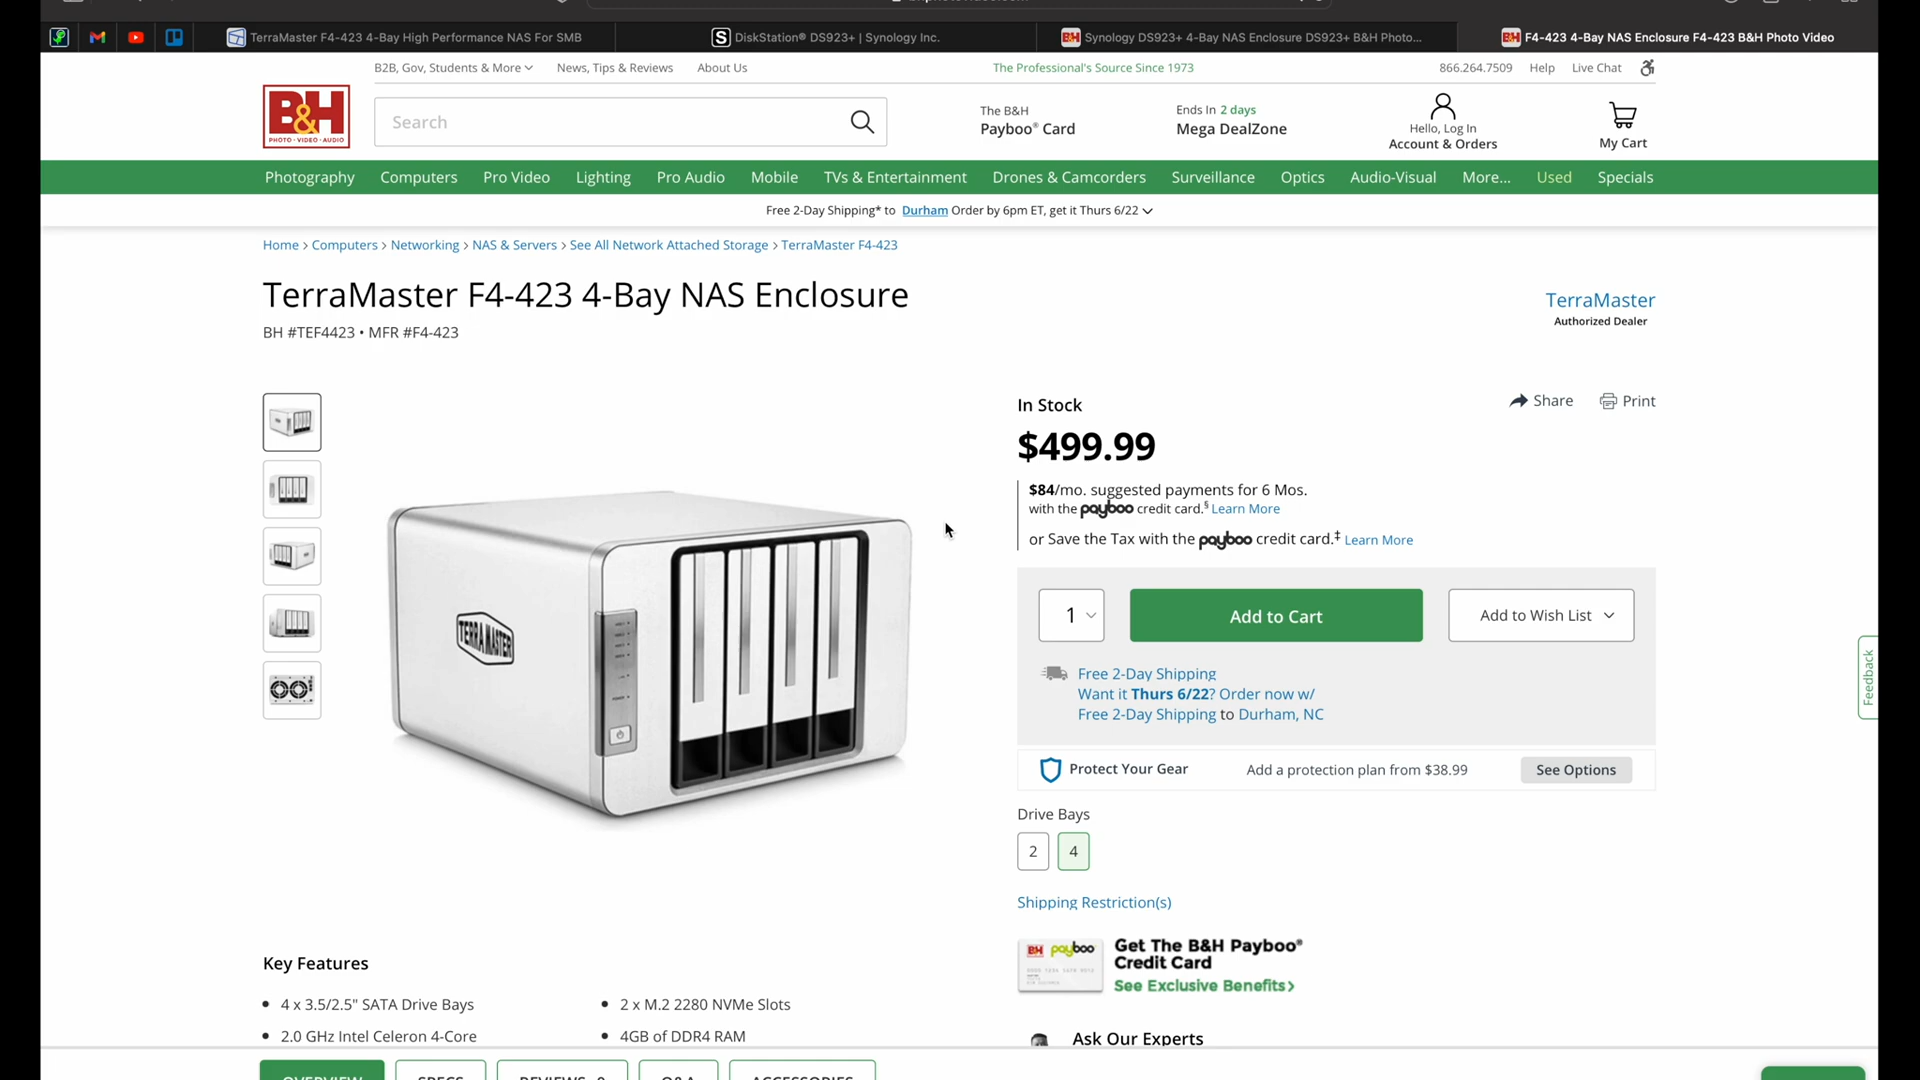 TerraMaster F4-423 4-Bay High Performance NAS For SMB
DiskStation® DS923+ | Synology Inc.
Synology DS923+ 4-Bay NAS Enclosure DS923+ B&H Photo...
F4-423 4-Bay NAS Enclosure F4-423 B&H Photo Video
B2B, Gov, Students & More
News, Tips & Reviews
About Us
The Professional's Source Since 1973
866.264.7509
Help
Live Chat
B&H
PHOTO · VIDEO · AUDIO
Search
The B&H
Payboo® Card
Ends In 2 days
Mega DealZone
Hello, Log In
Account & Orders
My Cart
Photography
Computers
Pro Video
Lighting
Pro Audio
Mobile
TVs & Entertainment
Drones & Camcorders
Surveillance
Optics
Audio-Visual
More...
Used
Specials
Free 2-Day Shipping* to Durham Order by 6pm ET, get it Thurs 6/22
Home > Computers > Networking > NAS & Servers > See All Network Attached Storage > TerraMaster F4-423
TerraMaster F4-423 4-Bay NAS Enclosure
BH #TEF4423 • MFR #F4-423
TerraMaster
Authorized Dealer
TERRAMASTER
In Stock
Share
Print
$499.99
$84/mo. suggested payments for 6 Mos.
with the payboo credit card.§ Learn More
or Save the Tax with the payboo credit card.‡ Learn More
1
Add to Cart
Add to Wish List
Free 2-Day Shipping
Want it Thurs 6/22? Order now w/
Free 2-Day Shipping to Durham, NC
Protect Your Gear
Add a protection plan from $38.99
See Options
Drive Bays
2
4
Shipping Restriction(s)
B&H payboo
Get The B&H Payboo®
Credit Card
See Exclusive Benefits>
Ask Our Experts
Feedback
Key Features
• 4 x 3.5/2.5" SATA Drive Bays
• 2.0 GHz Intel Celeron 4-Core
• 2 x M.2 2280 NVMe Slots
• 4GB of DDR4 RAM
OVERVIEW
SPECS
REVIEWS
Q&A
ACCESSORIES